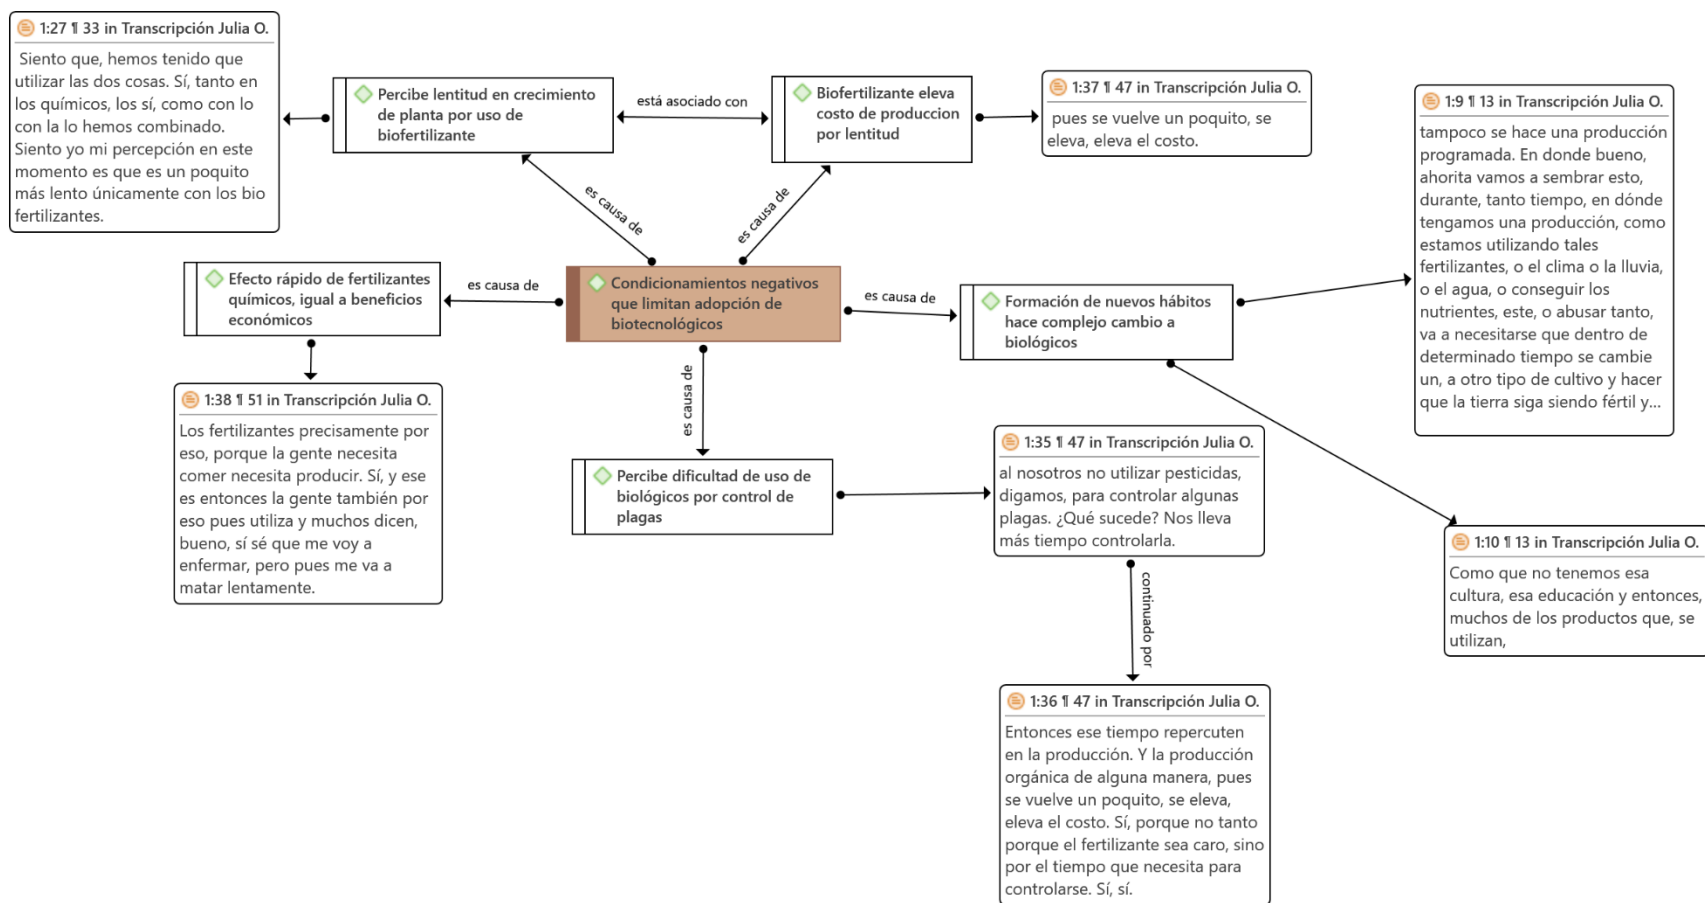 1:27 ¶ 33 in Transcripción Julia O.
Siento que, hemos tenido que
utilizar las dos cosas. Sí, tanto en
los químicos, los sí, como con lo
con la lo hemos combinado.
Siento yo mi percepción en este
momento es que es un poquito
más lento únicamente con los bio
fertilizantes.
Percibe lentitud en crecimiento
de planta por uso de
biofertilizante
está asociado con
Biofertilizante eleva
costo de produccion
por lentitud
1:37 ¶ 47 in Transcripción Julia O.
pues se vuelve un poquito, se
eleva, eleva el costo.
1:9 ¶ 13 in Transcripción Julia O.
tampoco se hace una producción
programada. En donde bueno,
ahorita vamos a sembrar esto,
durante, tanto tiempo, en dónde
tengamos una producción, como
estamos utilizando tales
fertilizantes, o el clima o la lluvia,
o el agua, o conseguir los
nutrientes, este, o abusar tanto,
va a necesitarse que dentro de
determinado tiempo se cambie
un, a otro tipo de cultivo y hacer
que la tierra siga siendo fértil y...
es causa de
es causa de
Efecto rápido de fertilizantes
químicos, igual a beneficios
económicos
es causa de
Condicionamientos negativos
que limitan adopción de
biotecnológicos
es causa de
Formación de nuevos hábitos
hace complejo cambio a
biológicos
es causa de
1:38 ¶ 51 in Transcripción Julia O.
Los fertilizantes precisamente por
eso, porque la gente necesita
comer necesita producir. Sí, y ese
es entonces la gente también por
eso pues utiliza y muchos dicen,
bueno, sí sé que me voy a
enfermar, pero pues me va a
matar lentamente.
Percibe dificultad de uso de
biológicos por control de
plagas
1:35 ¶ 47 in Transcripción Julia O.
al nosotros no utilizar pesticidas,
digamos, para controlar algunas
plagas. ¿Qué sucede? Nos lleva
más tiempo controlarla.
1:10 ¶ 13 in Transcripción Julia O.
Como que no tenemos esa
cultura, esa educación y entonces,
muchos de los productos que, se
utilizan,
continuado por
1:36 ¶ 47 in Transcripción Julia O.
Entonces ese tiempo repercuten
en la producción. Y la producción
orgánica de alguna manera, pues
se vuelve un poquito, se eleva,
eleva el costo. Sí, porque no tanto
porque el fertilizante sea caro, sino
por el tiempo que necesita para
controlarse. Sí, sí.